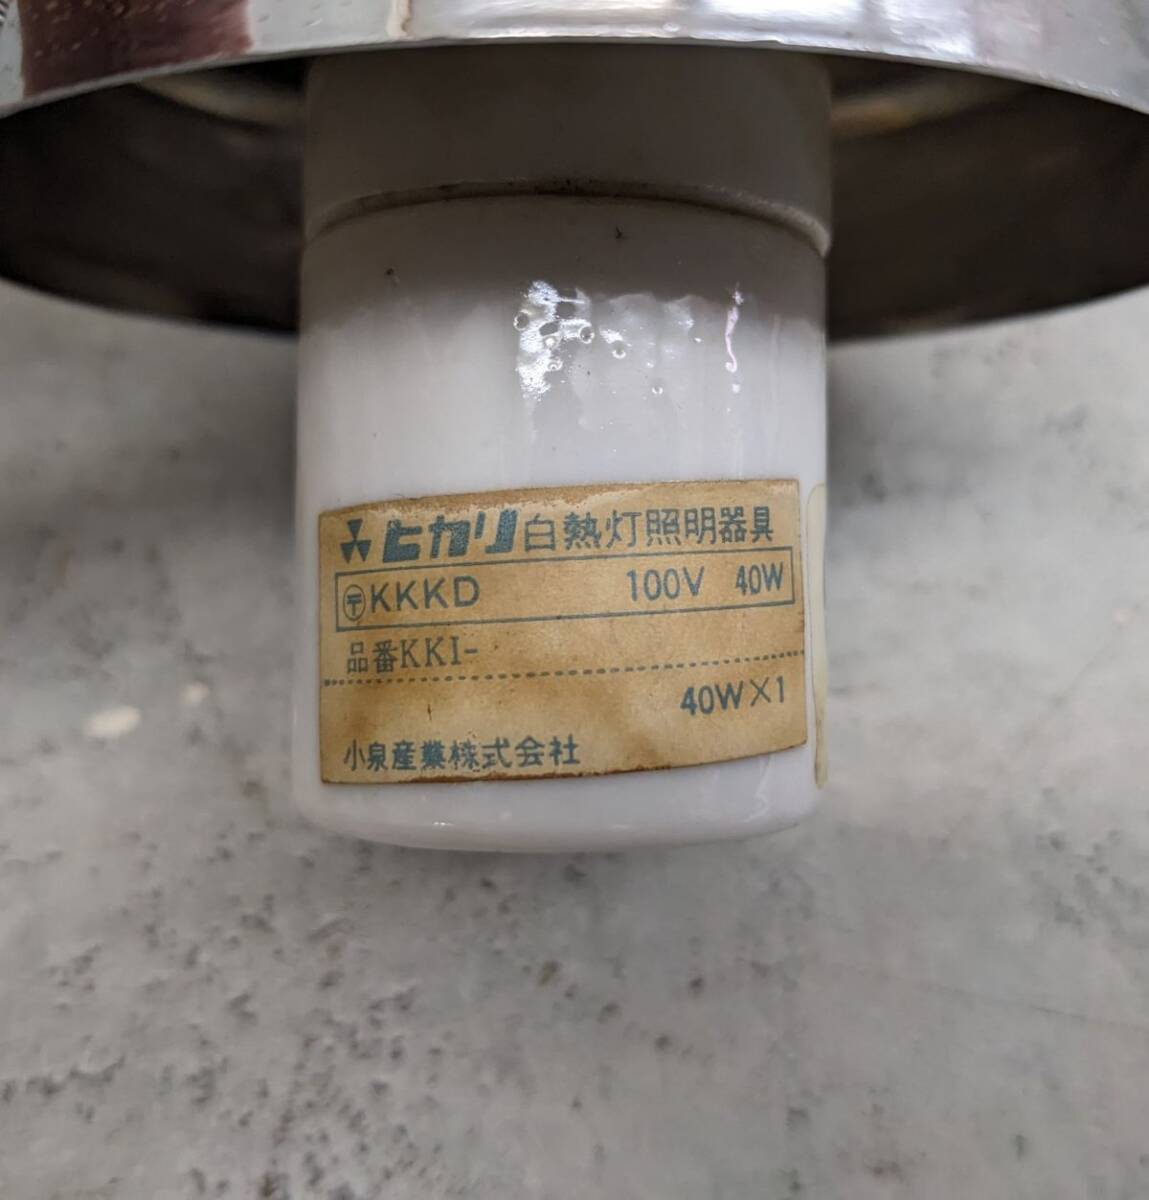 ヒカリ白熱灯照明器具
〒KKKD 100V 40W
品番KKI-
40W×1
小泉産業株式会社